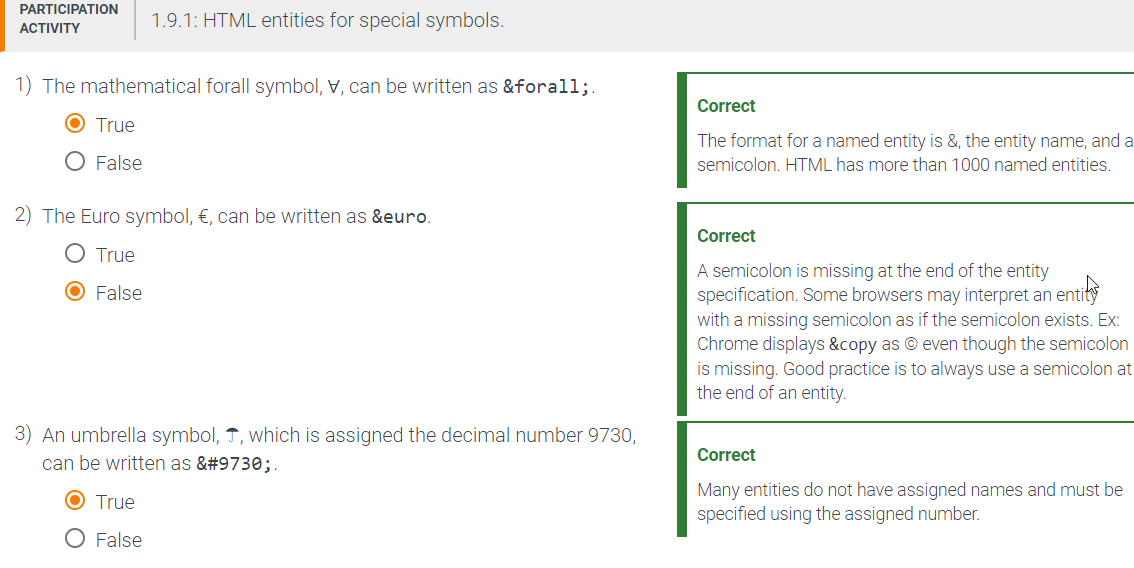 PARTICIPATION
ACTIVITY
1.9.1: HTML entities for special symbols.
1) The mathematical forall symbol, ∀, can be written as &forall;.
True
False
Correct
The format for a named entity is &, the entity name, and a
semicolon. HTML has more than 1000 named entities.
2) The Euro symbol, €, can be written as &euro.
True
False
Correct
A semicolon is missing at the end of the entity
specification. Some browsers may interpret an entity
with a missing semicolon as if the semicolon exists. Ex:
Chrome displays &copy as © even though the semicolon
is missing. Good practice is to always use a semicolon at
the end of an entity.
3) An umbrella symbol, ☂, which is assigned the decimal number 9730,
can be written as &#9730;.
True
False
Correct
Many entities do not have assigned names and must be
specified using the assigned number.